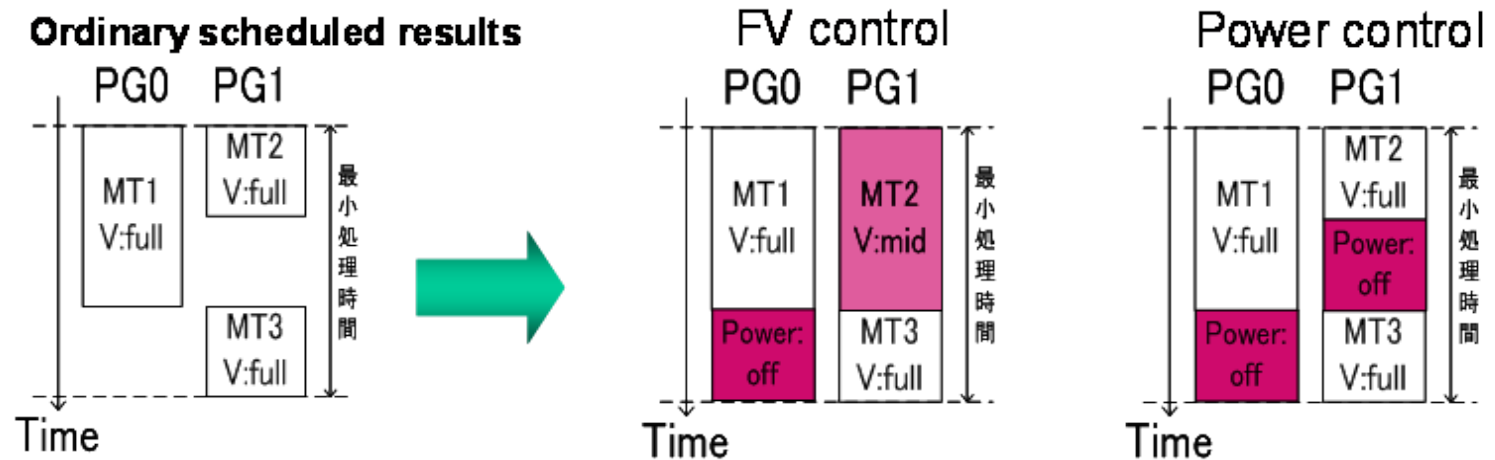 Ordinary scheduled results
PG0 PG1
MT1
V:full
MT2
V:full
MT3
V:full
最小処理時間
Time
FV control
PG0 PG1
MT1
V:full
Power:
off
MT2
V:mid
MT3
V:full
最小処理時間
Time
Power control
PG0 PG1
MT1
V:full
Power:
off
MT2
V:full
Power:
off
MT3
V:full
最小処理時間
Time